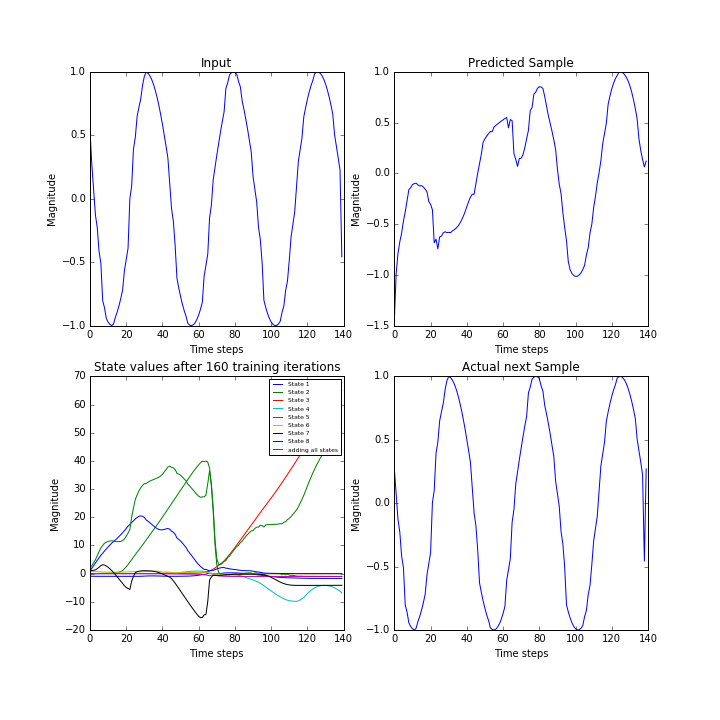 Input
Predicted Sample
1.0
0.5
0.0
−0.5
−1.0
Magnitude
0 20 40 60 80 100 120 140
Time steps
1.0
0.5
0.0
−0.5
−1.0
−1.5
Magnitude
0 20 40 60 80 100 120 140
Time steps
State values after 160 training iterations
70
60
50
40
30
20
10
0
−10
−20
Magnitude
State 1
State 2
State 3
State 4
State 5
State 6
State 7
State 8
adding all states
0 20 40 60 80 100 120 140
Time steps
Actual next Sample
1.0
0.5
0.0
−0.5
−1.0
Magnitude
0 20 40 60 80 100 120 140
Time steps